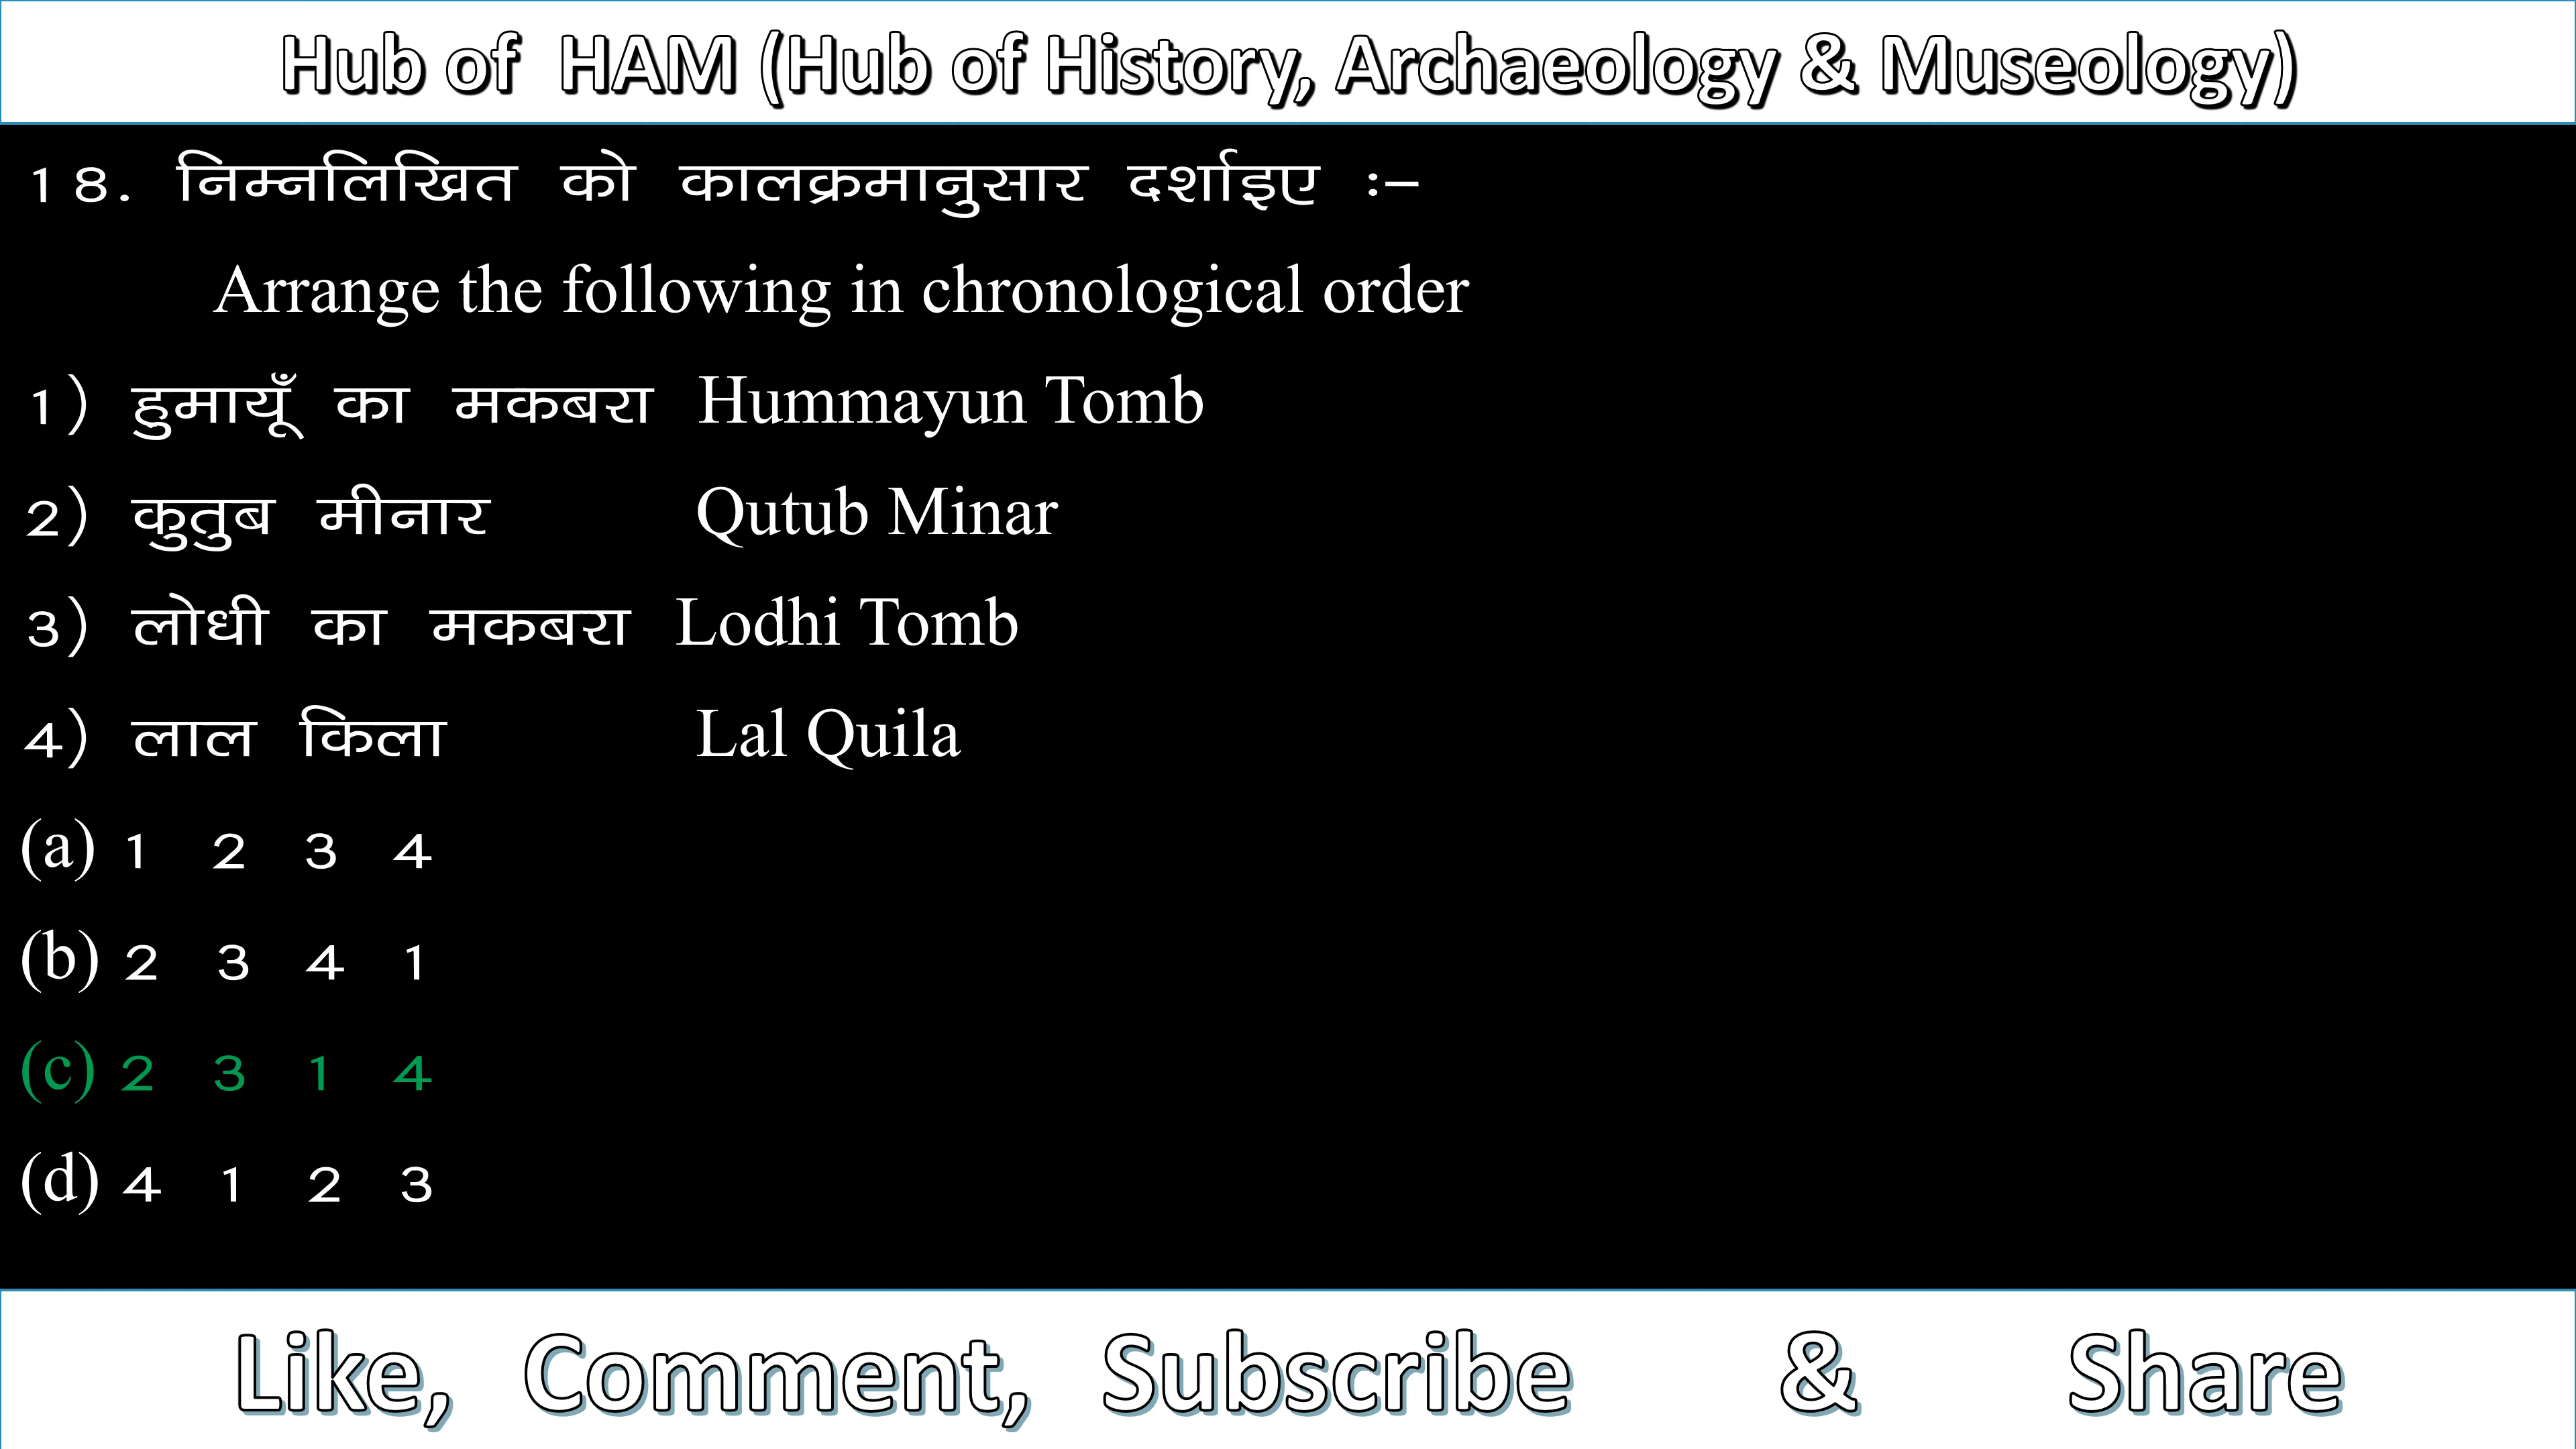 Hub of HAM (Hub of History, Archaeology & Museology)
18. निम्नलिखित को कालक्रमानुसार दर्शाइए :–
Arrange the following in chronological order
1) हुमायूँ का मकबरा Hummayun Tomb
2) कुतुब मीनार Qutub Minar
3) लोधी का मकबरा Lodhi Tomb
4) लाल किला Lal Quila
(a) 1 2 3 4
(b) 2 3 4 1
(c) 2 3 1 4
(d) 4 1 2 3
Like, Comment, Subscribe & Share